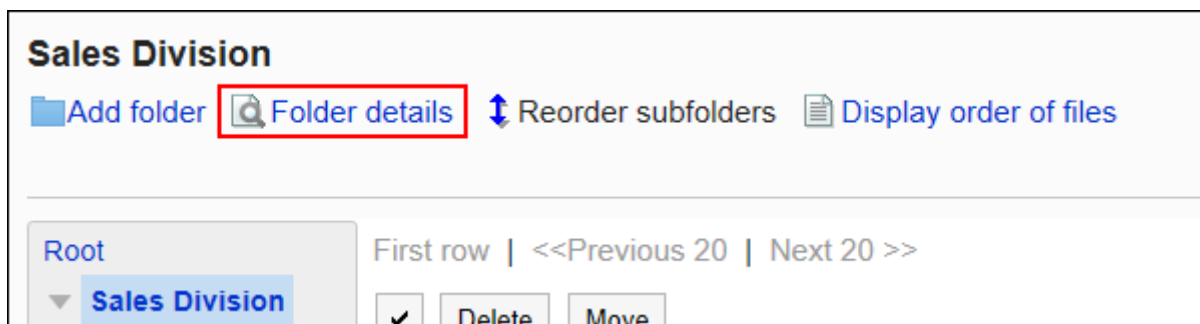 Sales Division
Add folder Folder details Reorder subfolders Display order of files
Root
First row | <<Previous 20 | Next 20 >>
Sales Division
Delete Move